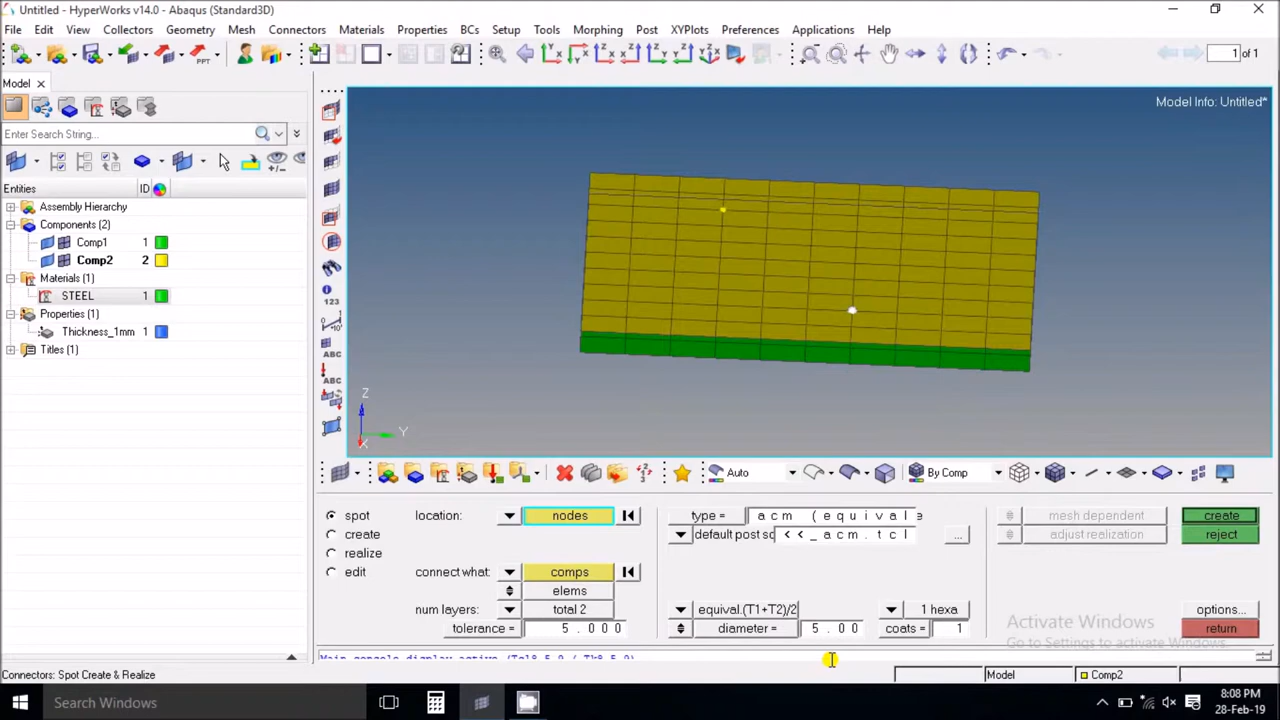 Untitled - HyperWorks v14.0 - Abaqus (Standard3D)
File Edit View Collectors Geometry Mesh Connectors Materials Properties BCs Setup Tools Morphing Post XYPlots Preferences Applications Help
1 of 1
Model
Model Info: Untitled*
Enter Search String...
Entities ID
Assembly Hierarchy
Components (2)
Comp1 1
Comp2 2
Materials (1)
STEEL 1
Properties (1)
Thickness_1mm 1
Titles (1)
123
ABC
ABC
Z
Y
X
Auto By Comp
spot location: nodes type = acm (equivale mesh dependent create
create default post sc <<_acm.tcl ... adjust realization reject
realize
edit connect what: comps
elems
num layers: total 2 equival.(T1+T2)/2 1 hexa options...
tolerance = 5.000 diameter = 5.00 coats = 1 return
Activate Windows
Go to Settings to activate Windows.
Connectors: Spot Create & Realize Model Comp2
Search Windows
8:08 PM
28-Feb-19